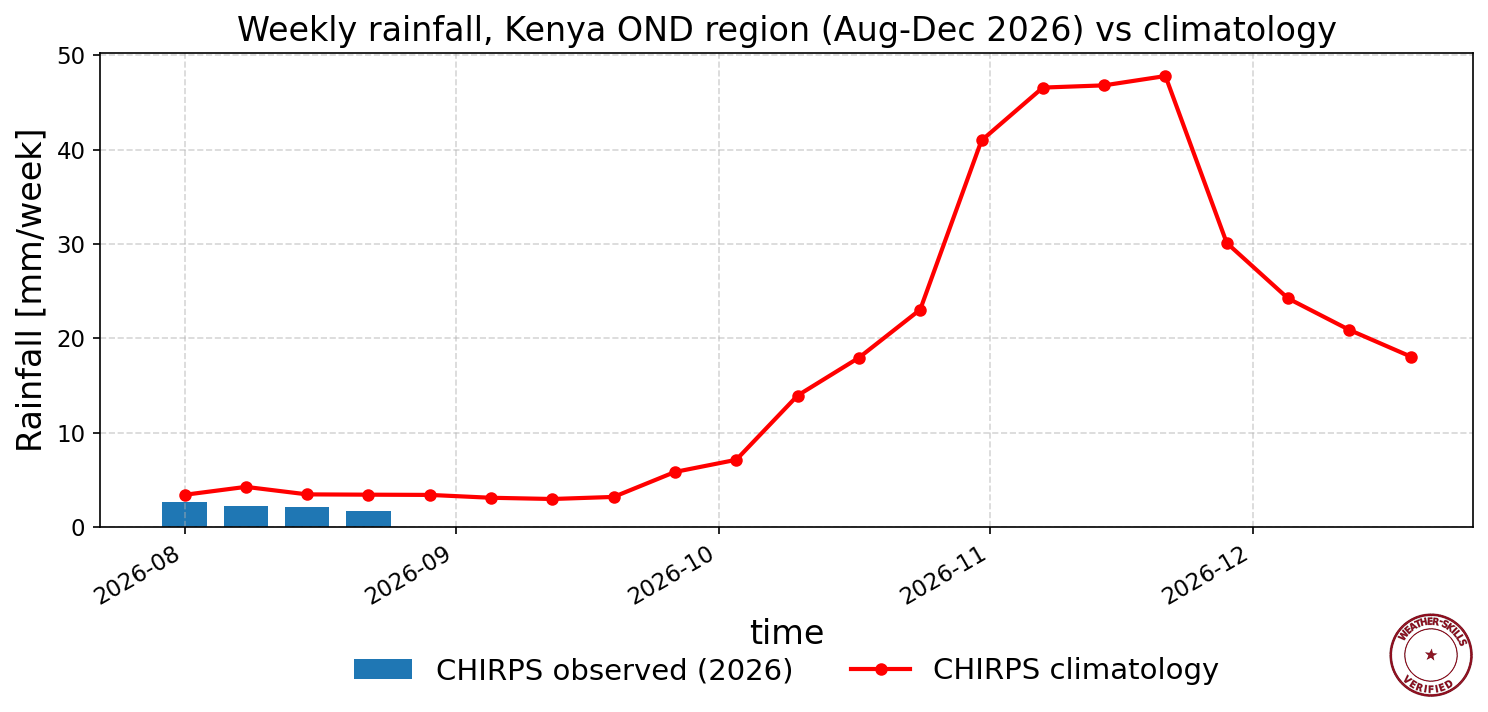 Weekly rainfall, Kenya OND region (Aug-Dec 2026) vs climatology
Rainfall [mm/week]
50
40
30
20
10
0
2026-08
2026-09
2026-10
2026-11
2026-12
time
CHIRPS observed (2026)
CHIRPS climatology
WEATHER-SKILLS
VERIFIED